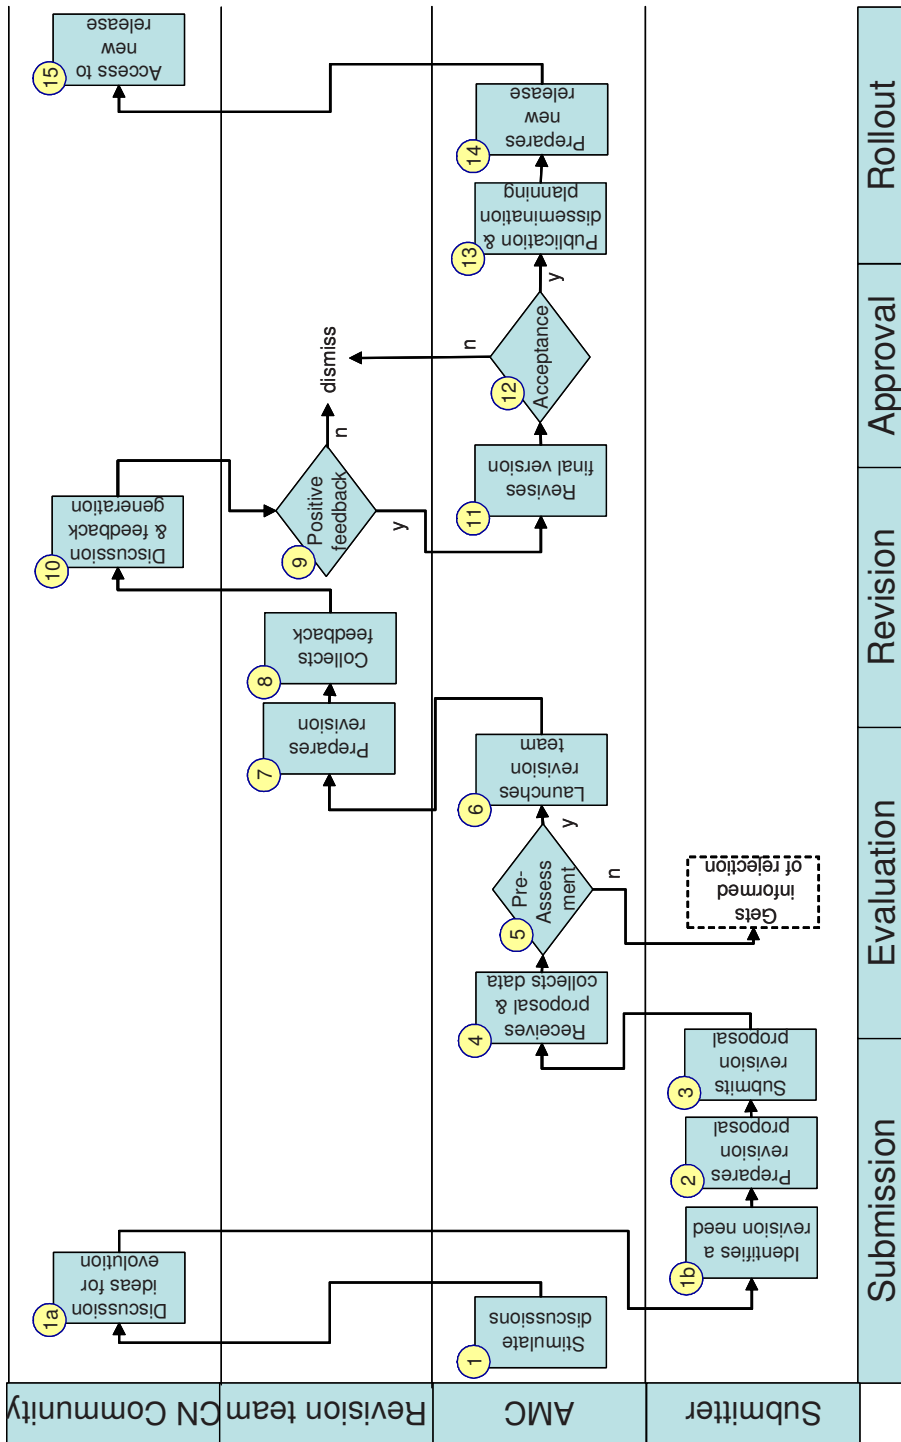 CN Community
Revision team
AMC
Submitter
Submission
Evaluation
Revision
Approval
Rollout
1
Stimulate
discussions
1a
Discussion
ideas for
evolution
1b
Identifies a
revision need
2
Prepares
revision
proposal
3
Submits
revision
proposal
4
Receives
proposal &
collects data
5
Pre-
Assess
ment
n
y
Gets
informed
of rejection
6
Launches
revision
team
7
Prepares
revision
8
Collects
feedback
10
Discussion
& feedback
generation
9
Positive
feedback
n
dismiss
y
11
Revises
final version
12
Acceptance
n
y
13
Publication &
dissemination
planning
14
Prepares
new
release
15
Access to
new
release